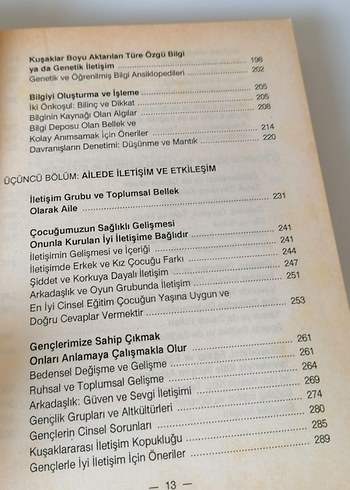 Kuşaklar Boyu Aktarılan Türe Özgü Bilgi
ya da Genetik İletişim ........ 196
Genetik ve Öğrenilmiş Bilgi Ansiklopedileri ........ 202
Bilgiyi Oluşturma ve İşleme ........ 205
İki Önkoşul: Bilinç ve Dikkat ........ 205
Bilginin Kaynağı Olan Algılar ........ 208
Bilgi Deposu Olan Bellek ve
Kolay Anımsamak İçin Öneriler ........ 214
Davranışların Denetimi: Düşünme ve Mantık ........ 220
ÜÇÜNCÜ BÖLÜM: AİLEDE İLETİŞİM VE ETKİLEŞİM
İletişim Grubu ve Toplumsal Bellek
Olarak Aile ........ 231
Çocuğumuzun Sağlıklı Gelişmesi
Onunla Kurulan İyi İletişime Bağlıdır ........ 241
İletişimin Gelişmesi ve İçeriği ........ 241
İletişimde Erkek ve Kız Çocuğu Farkı ........ 244
Şiddet ve Korkuya Dayalı İletişim ........ 247
Arkadaşlık ve Oyun Grubunda İletişim ........ 251
En İyi Cinsel Eğitim Çocuğun Yaşına Uygun ve
Doğru Cevaplar Vermektir ........ 253
Gençlerimize Sahip Çıkmak
Onları Anlamaya Çalışmakla Olur ........ 261
Bedensel Değişme ve Gelişme ........ 261
Ruhsal ve Toplumsal Gelişme ........ 264
Arkadaşlık: Güven ve Sevgi İletişimi ........ 269
Gençlik Grupları ve Altkültürleri ........ 274
Gençlerin Cinsel Sorunları ........ 280
Kuşaklararası İletişim Kopukluğu ........ 285
Gençlerle İyi İletişim İçin Öneriler ........ 289
— 13 —